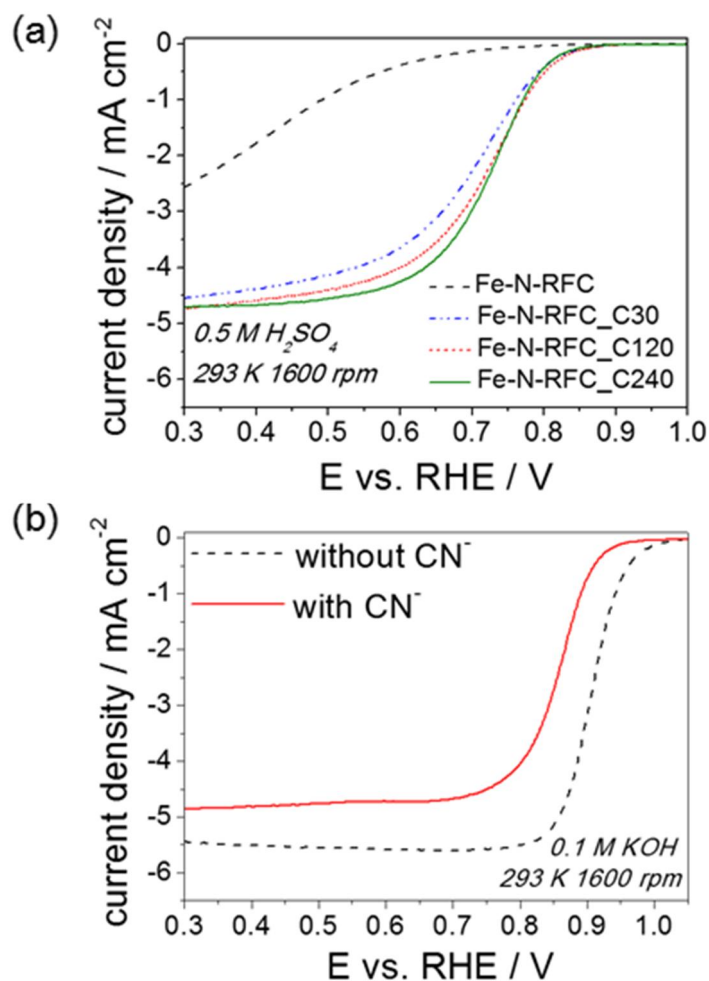 (a)
current density / mA cm⁻²
0
-1
-2
-3
-4
-5
-6
Fe-N-RFC
Fe-N-RFC_C30
Fe-N-RFC_C120
Fe-N-RFC_C240
0.5 M H₂SO₄
293 K 1600 rpm
0.3 0.4 0.5 0.6 0.7 0.8 0.9 1.0
E vs. RHE / V
(b)
current density / mA cm⁻²
0
-1
-2
-3
-4
-5
-6
without CN⁻
with CN⁻
0.1 M KOH
293 K 1600 rpm
0.3 0.4 0.5 0.6 0.7 0.8 0.9 1.0
E vs. RHE / V